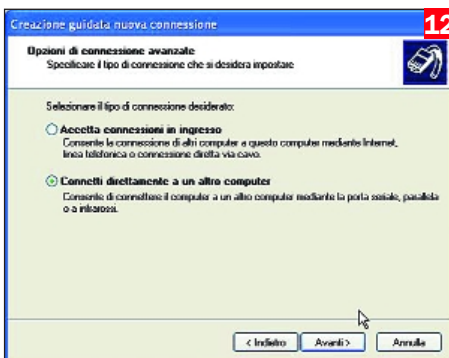 Creazione guidata nuova connessione
12
Opzioni di connessione avanzate
Specificare il tipo di connessione che si desidera impostare
Selezionare il tipo di connessione desiderato:
Accetta connessioni in ingresso
Consente la connessione di altri computer a questo computer mediante Internet,
linea telefonica o connessione diretta via cavo.
Connetti direttamente a un altro computer
Consente di connettere il computer a un altro computer mediante la porta seriale, parallela
o a infrarossi.
< Indietro
Avanti >
Annulla